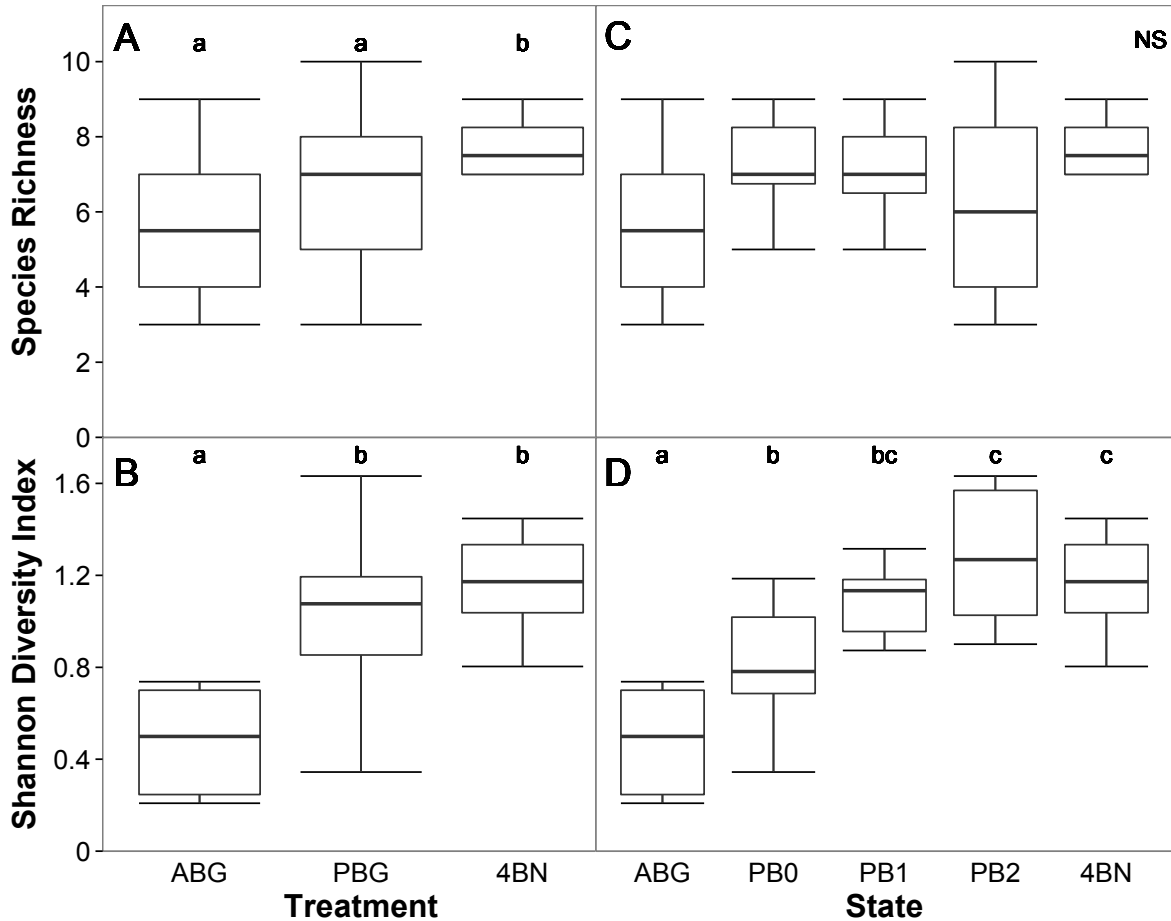 A a a b
C NS
Species Richness
10
8
6
4
2
0
B a b b
D a b bc c c
Shannon Diversity Index
1.6
1.2
0.8
0.4
0
ABG PBG 4BN
Treatment
ABG PB0 PB1 PB2 4BN
State